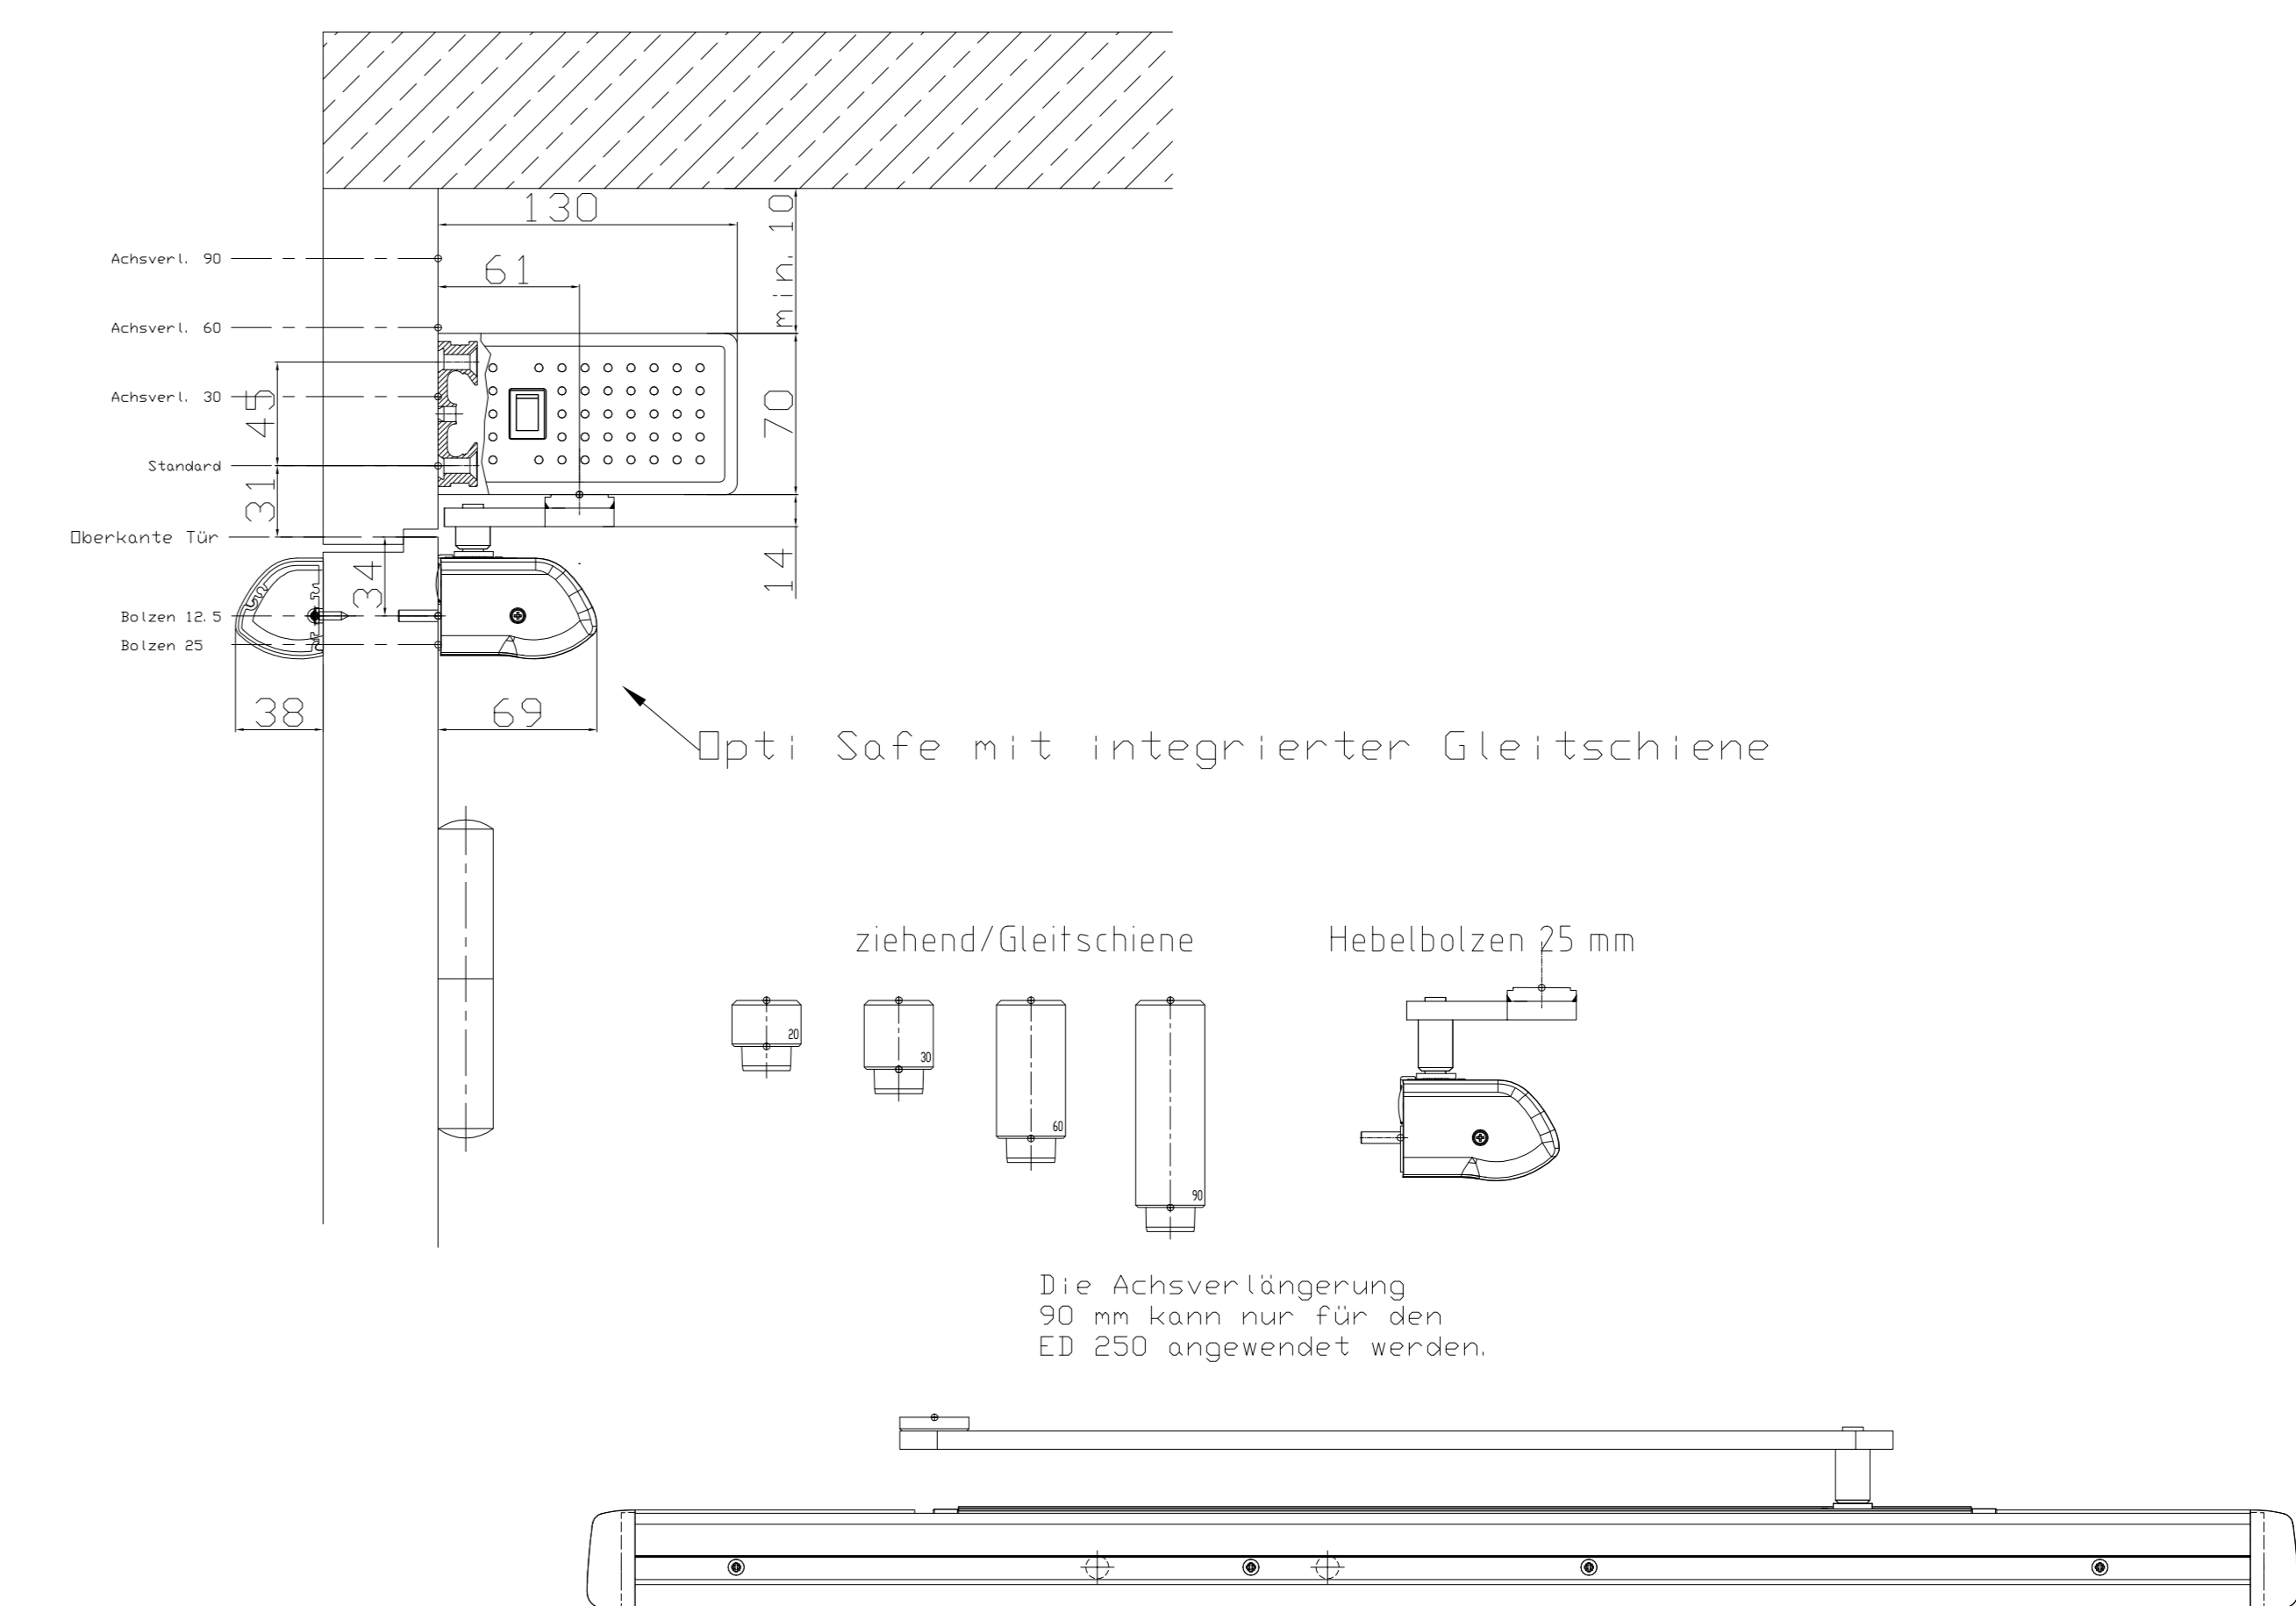 130
min. 10
Achsverl. 90
61
Achsverl. 60
Achsverl. 30
45
70
Standard
31
Oberkante Tür
14
34
Bolzen 12.5
Bolzen 25
38
69
Opti Safe mit integrierter Gleitschiene
ziehend/Gleitschiene
Hebelbolzen 25 mm
20
30
60
90
Die Achsverlängerung
90 mm kann nur für den
ED 250 angewendet werden.